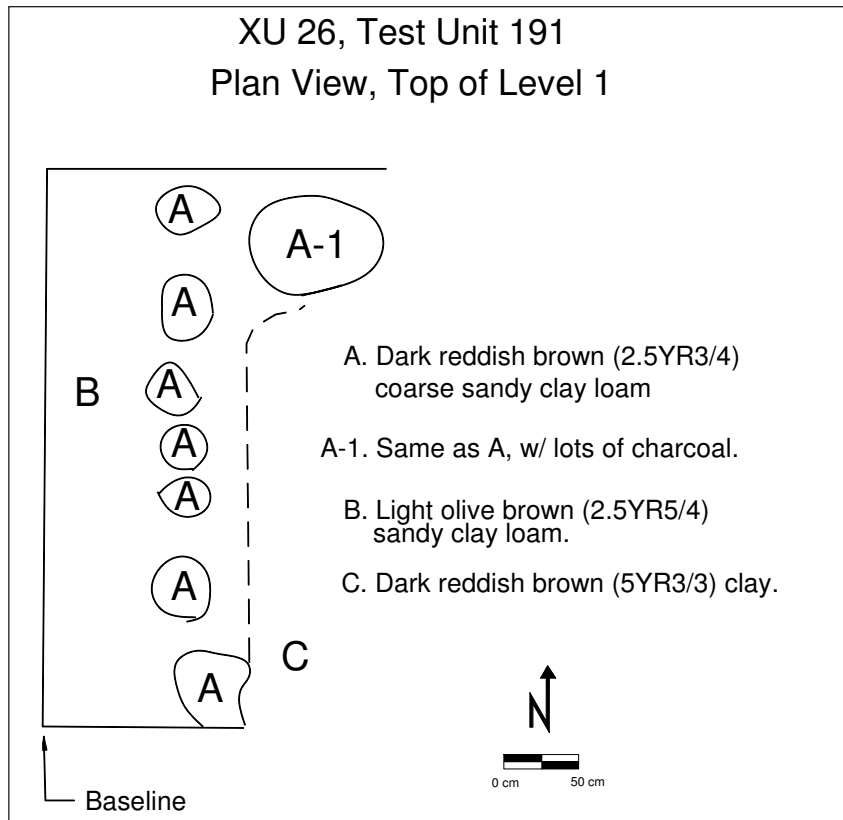 XU 26, Test Unit 191
Plan View, Top of Level 1
A
A-1
A
A
B
A
A
A
A
C
A. Dark reddish brown (2.5YR3/4)
coarse sandy clay loam
A-1. Same as A, w/ lots of charcoal.
B. Light olive brown (2.5YR5/4)
sandy clay loam.
C. Dark reddish brown (5YR3/3) clay.
N
0 cm 50 cm
Baseline